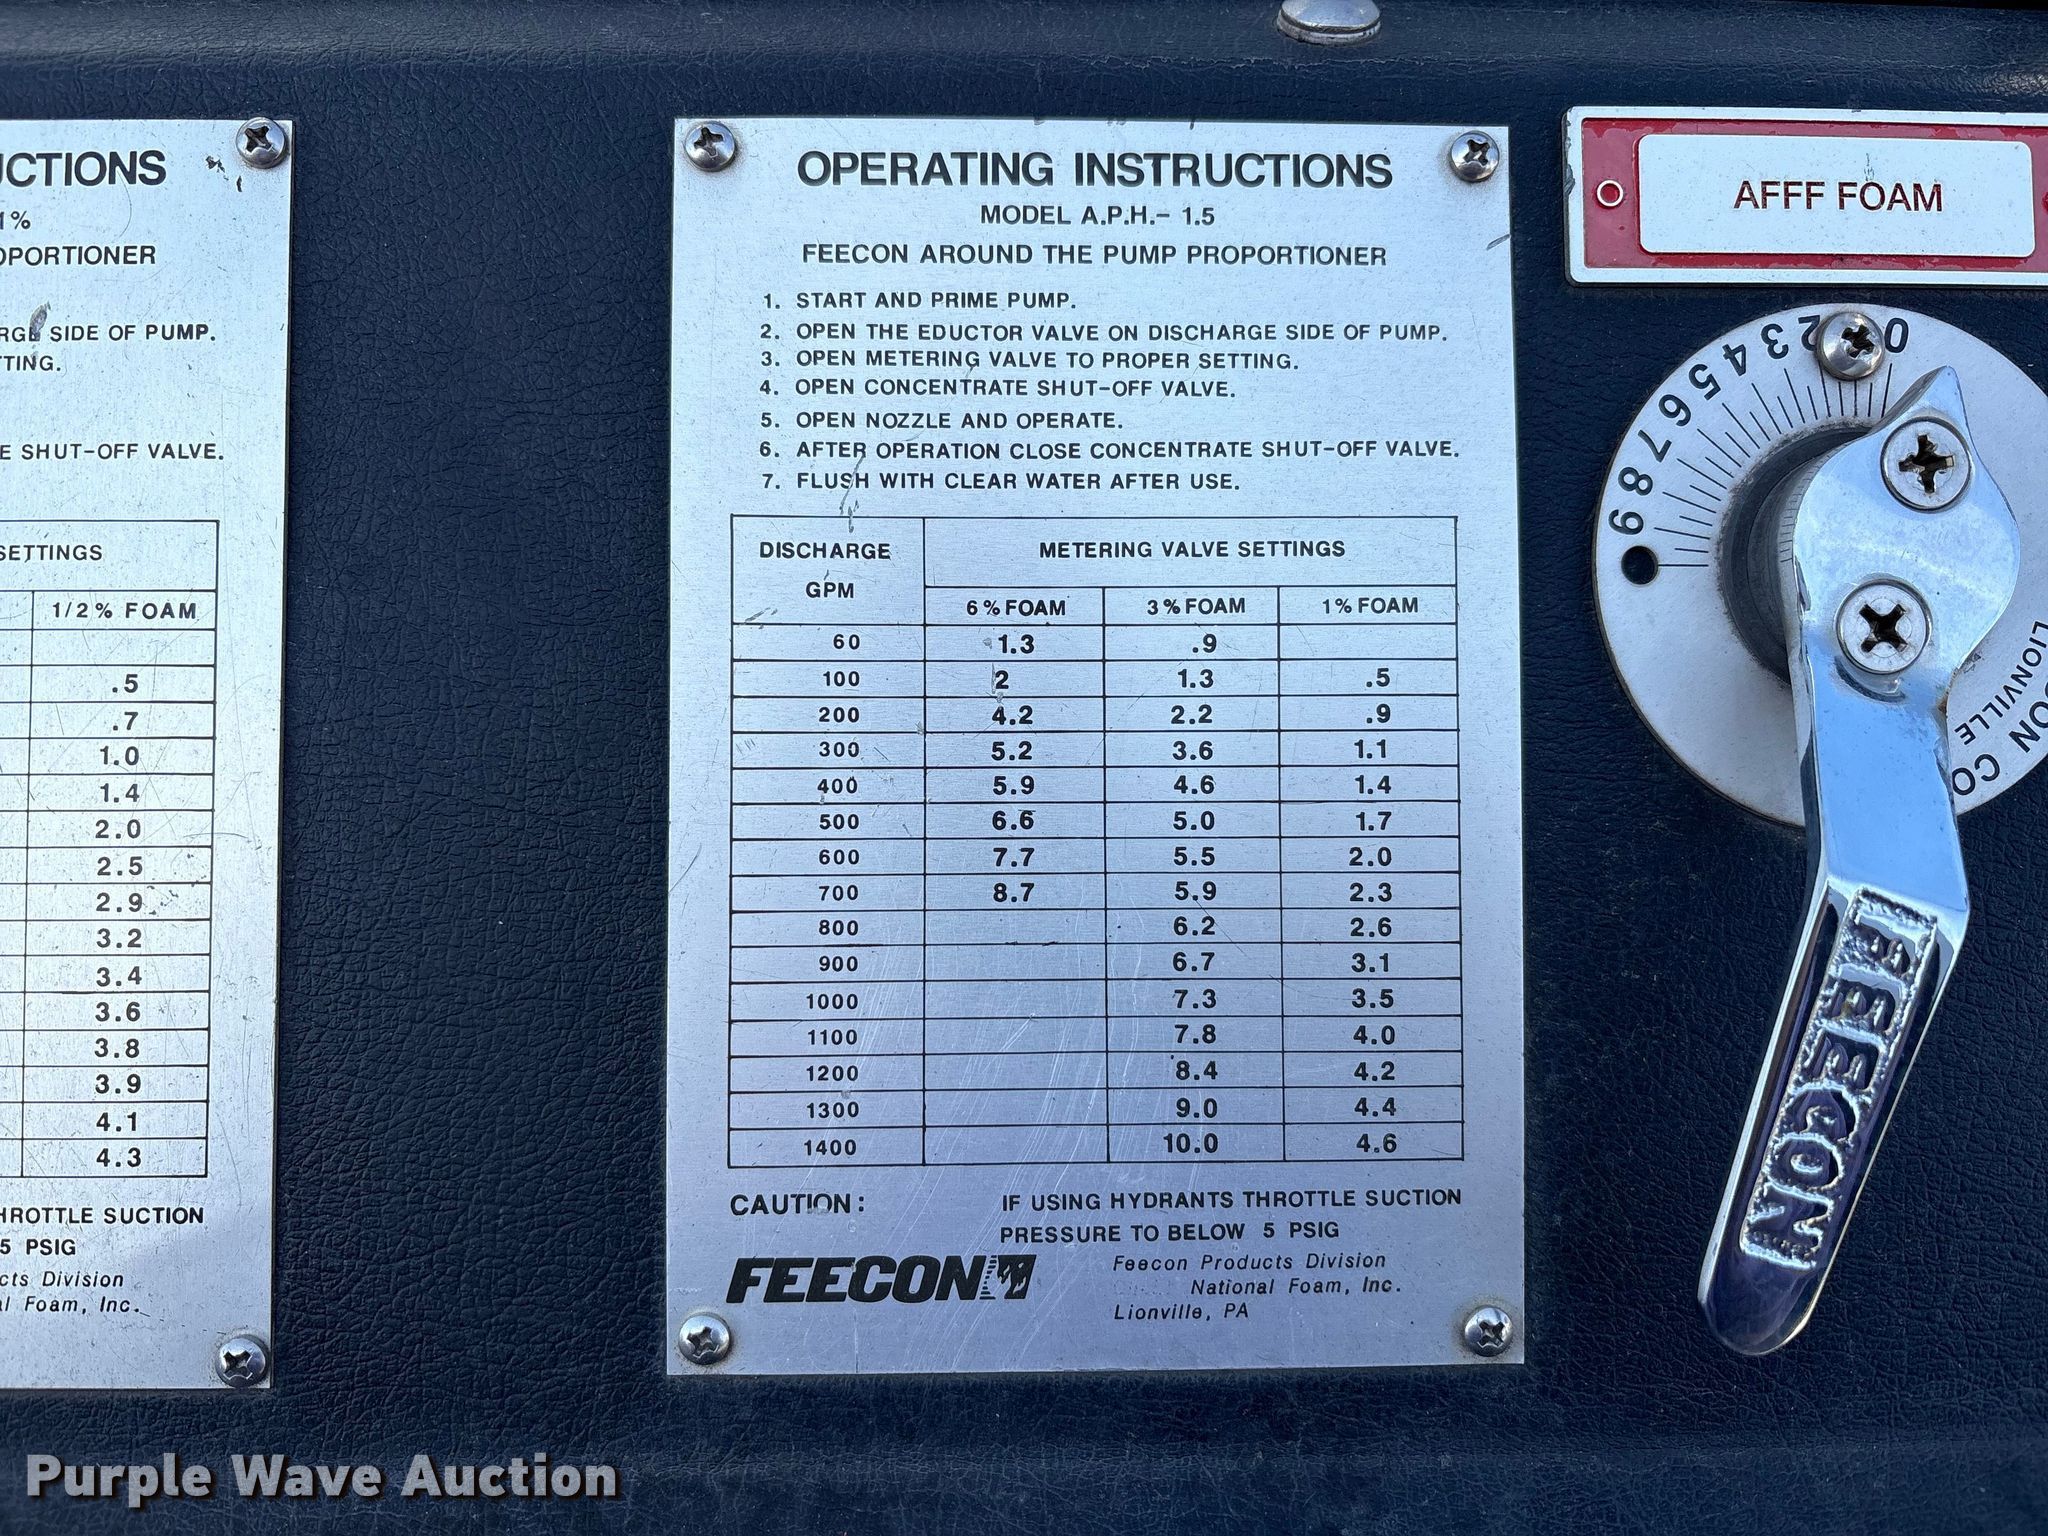 UCTIONS
1%
OPORTIONER
SIDE OF PUMP.
TTING.
E SHUT-OFF VALVE.
SETTINGS
1/2% FOAM
.5
.7
1.0
1.4
2.0
2.5
2.9
3.2
3.4
3.6
3.8
3.9
4.1
4.3
HROTTLE SUCTION
5 PSIG
cts Division
al Foam, Inc.
OPERATING INSTRUCTIONS
MODEL A.P.H.- 1.5
FEECON AROUND THE PUMP PROPORTIONER
1. START AND PRIME PUMP.
2. OPEN THE EDUCTOR VALVE ON DISCHARGE SIDE OF PUMP.
3. OPEN METERING VALVE TO PROPER SETTING.
4. OPEN CONCENTRATE SHUT-OFF VALVE.
5. OPEN NOZZLE AND OPERATE.
6. AFTER OPERATION CLOSE CONCENTRATE SHUT-OFF VALVE.
7. FLUSH WITH CLEAR WATER AFTER USE.
DISCHARGE GPM METERING VALVE SETTINGS
6% FOAM 3% FOAM 1% FOAM
60 1.3 .9
100 2 1.3 .5
200 4.2 2.2 .9
300 5.2 3.6 1.1
400 5.9 4.6 1.4
500 6.6 5.0 1.7
600 7.7 5.5 2.0
700 8.7 5.9 2.3
800 6.2 2.6
900 6.7 3.1
1000 7.3 3.5
1100 7.8 4.0
1200 8.4 4.2
1300 9.0 4.4
1400 10.0 4.6
CAUTION: IF USING HYDRANTS THROTTLE SUCTION
PRESSURE TO BELOW 5 PSIG
FEECON
Feecon Products Division
National Foam, Inc.
Lionville, PA
AFFF FOAM
0 2 3 4 5 6 7 8 9
CON CO
LIONVILLE
FEECON
Purple Wave Auction